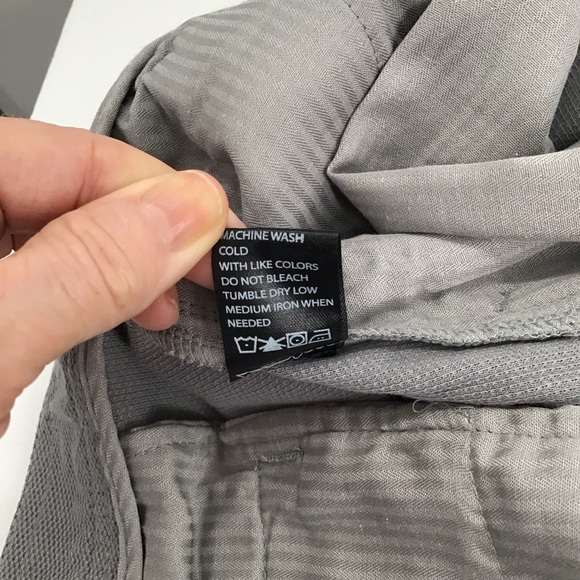 MACHINE WASH
COLD
WITH LIKE COLORS
DO NOT BLEACH
TUMBLE DRY LOW
MEDIUM IRON WHEN
NEEDED